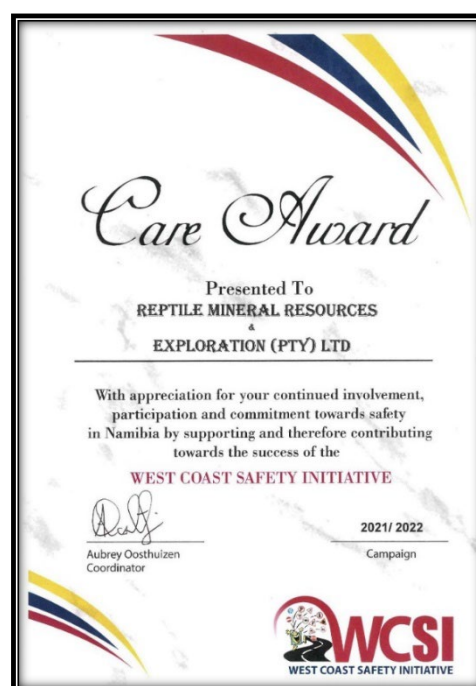 Care Award
Presented To
REPTILE MINERAL RESOURCES
&
EXPLORATION (PTY) LTD
With appreciation for your continued involvement,
participation and commitment towards safety
in Namibia by supporting and therefore contributing
towards the success of the
WEST COAST SAFETY INITIATIVE
2021/ 2022
Aubrey Oosthuizen
Coordinator
Campaign
WCSI
WEST COAST SAFETY INITIATIVE